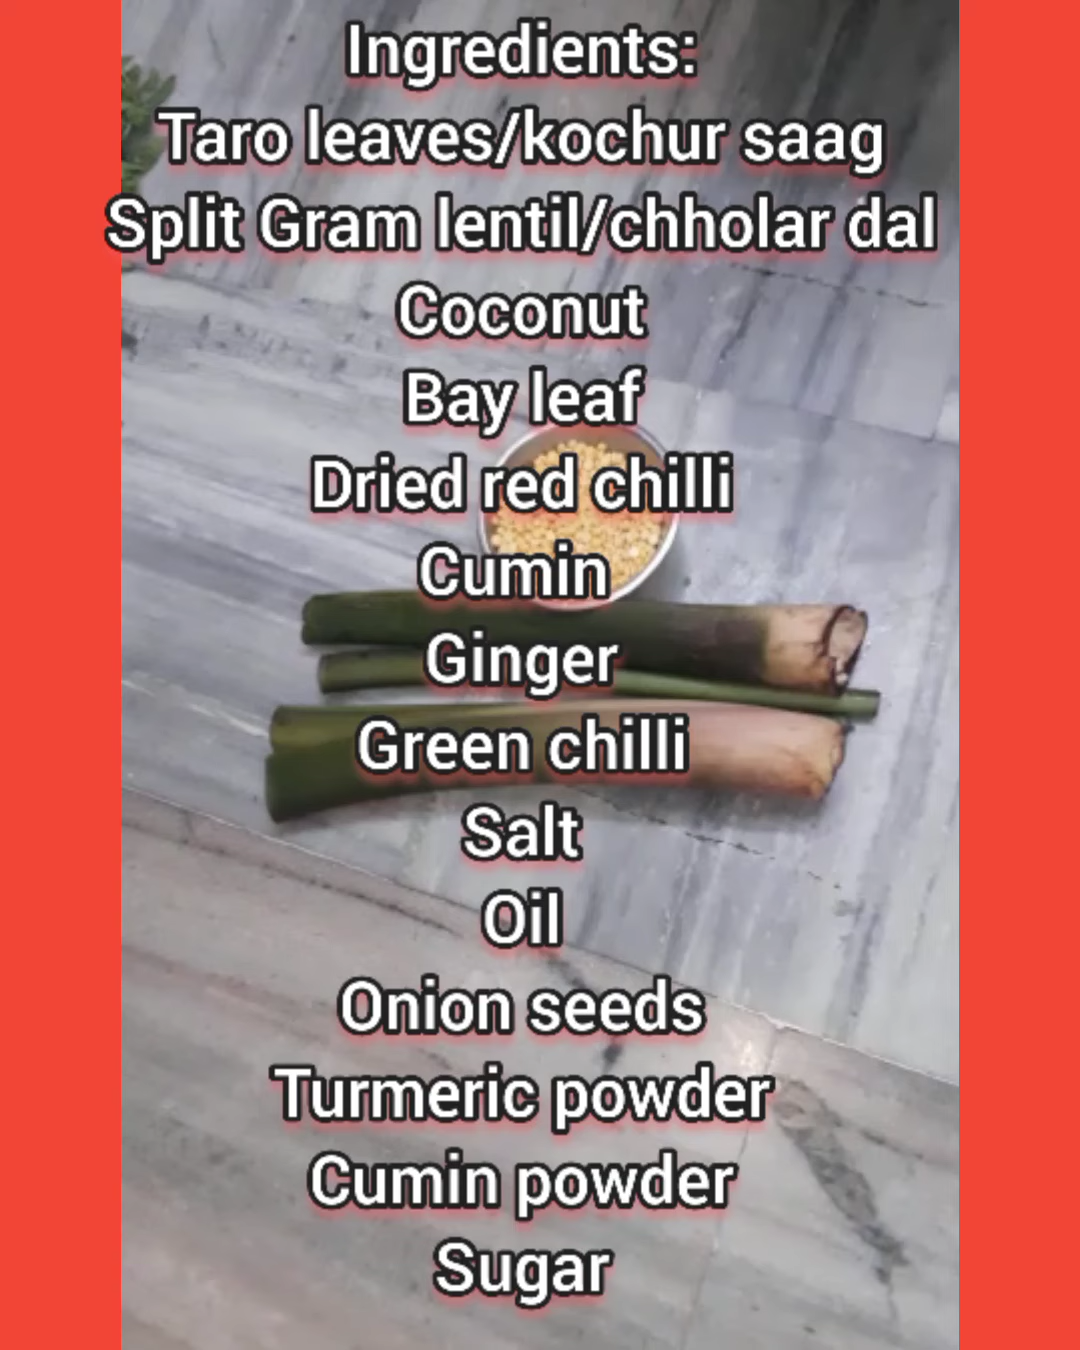 Ingredients:
Taro leaves/kochur saag
Split Gram lentil/chholar dal
Coconut
Bay leaf
Dried red chilli
Cumin
Ginger
Green chilli
Salt
Oil
Onion seeds
Turmeric powder
Cumin powder
Sugar